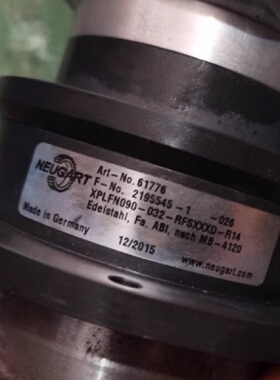 NEUGART
Art-No. 61776
F-No. 2195545 -1 -026
XPLFN090-032-RFSXXXD-R14
Edelstahl, Fa. ABI, nach MB-4120
Made in Germany 12/2015 www.neugart.com